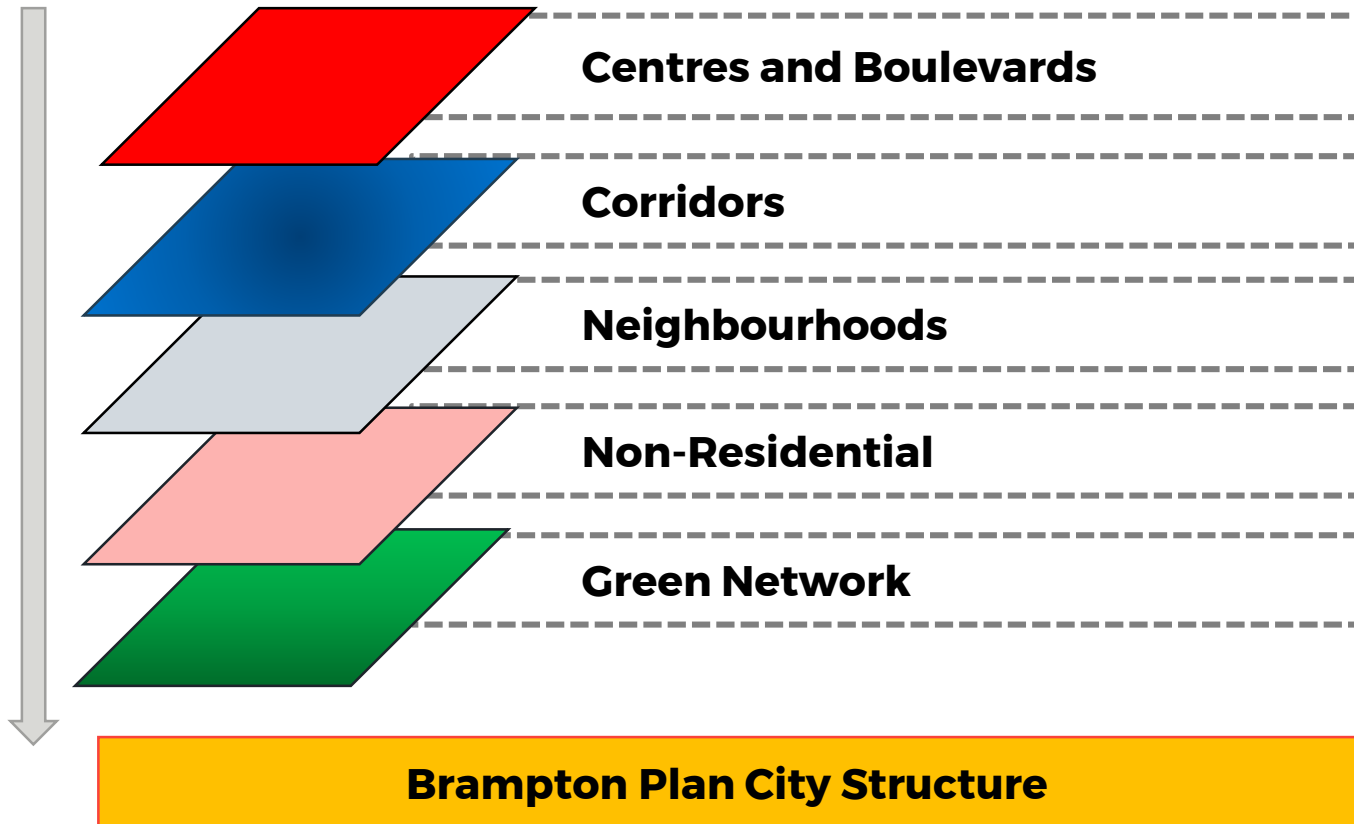 Centres and Boulevards
Corridors
Neighbourhoods
Non-Residential
Green Network
Brampton Plan City Structure